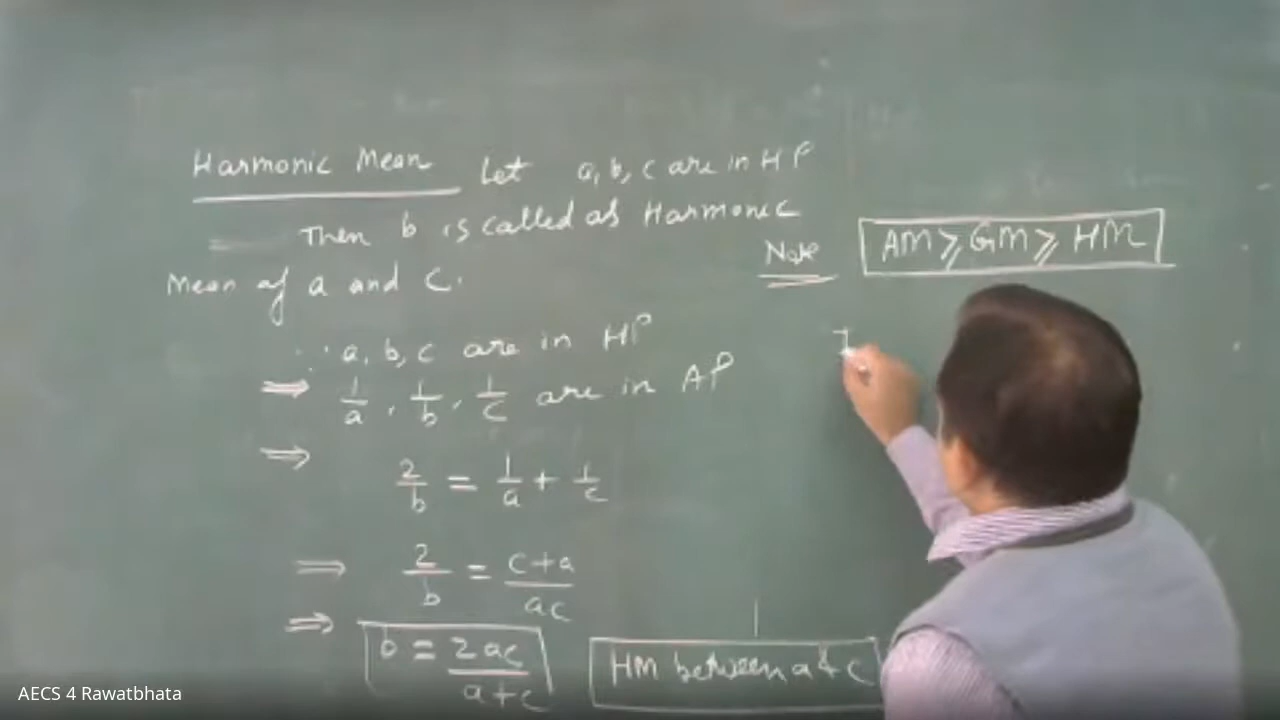 Harmonic Mean Let a, b, c are in HP
Then b is called as Harmonic
Mean of a and C.
∵ a, b, c are in HP
⇒ 1/a, 1/b, 1/c are in AP
⇒ 2/b = 1/a + 1/c
⇒ 2/b = c+a/ac
⇒ b = 2ac/a+c
HM between a & c
Note AM ⩾ GM ⩾ HM
AECS 4 Rawatbhata